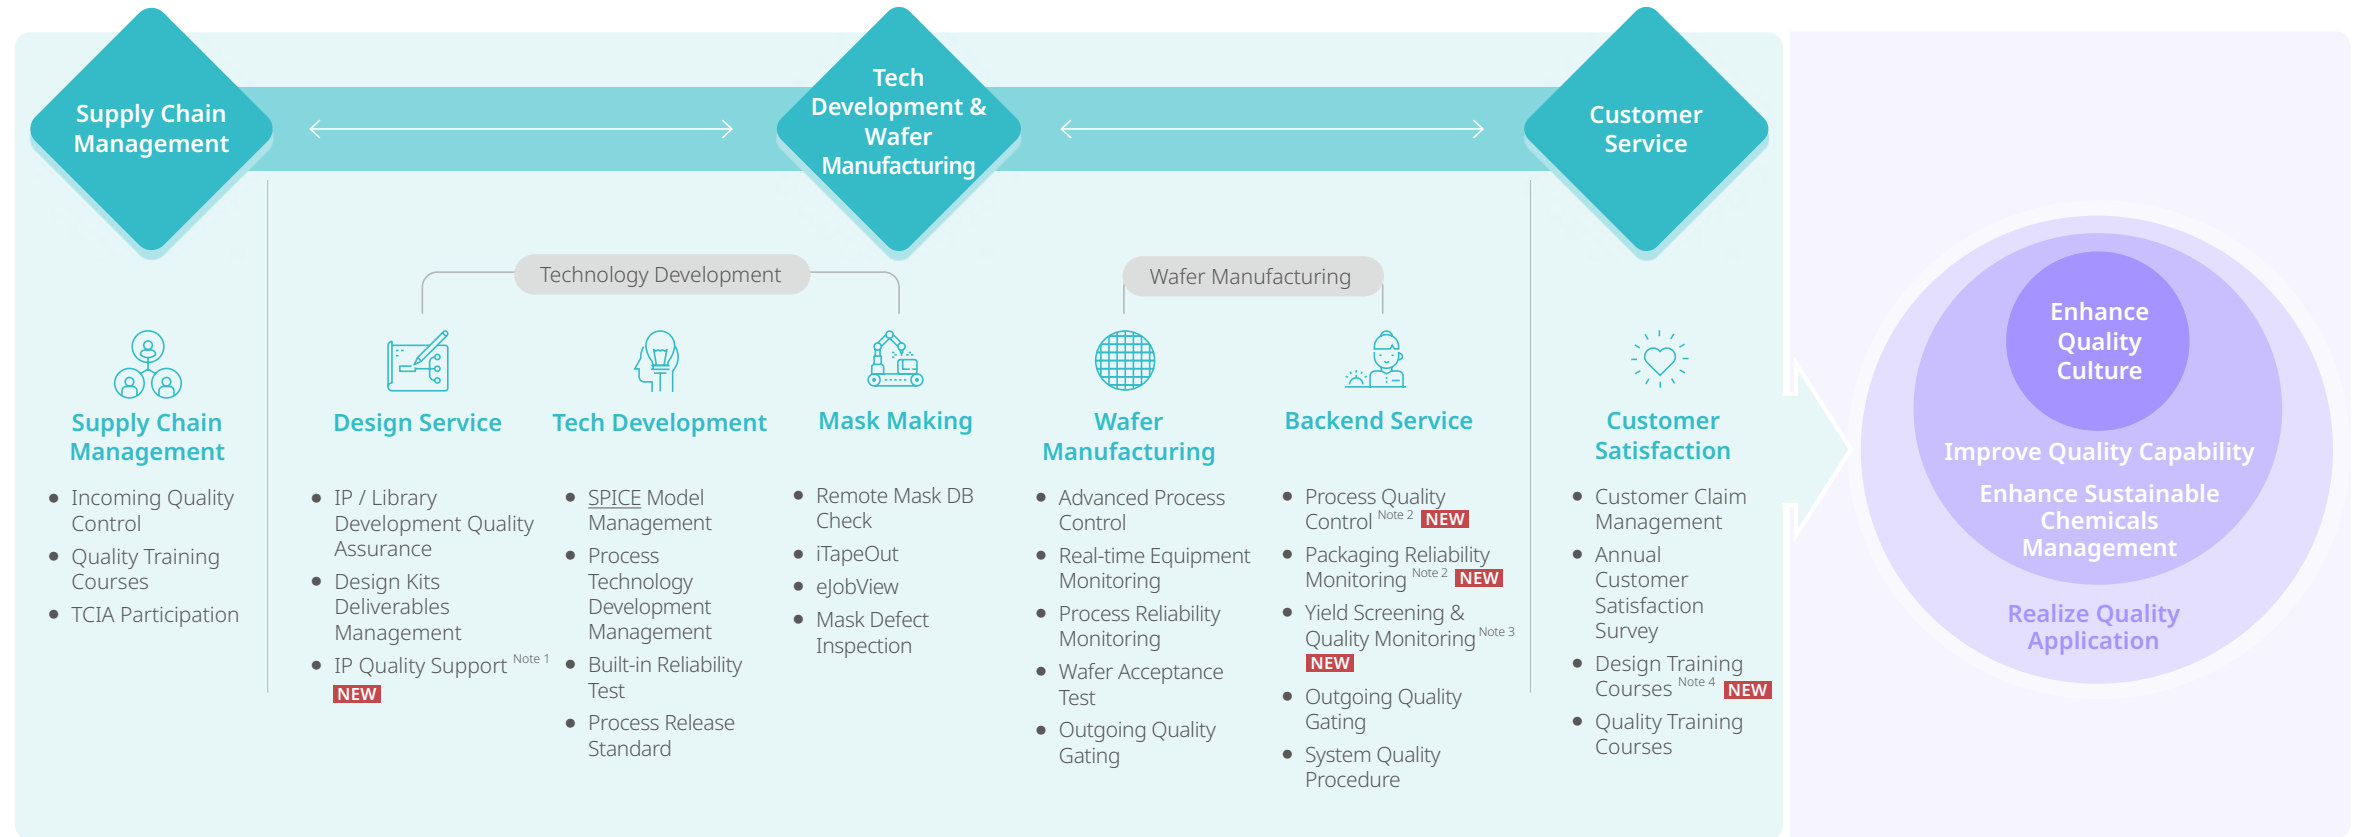 Supply Chain
Management
Tech
Development &
Wafer
Manufacturing
Customer
Service
Technology Development
Wafer Manufacturing
Supply Chain
Management
Incoming Quality
Control
Quality Training
Courses
TCIA Participation
Design Service
IP / Library
Development Quality
Assurance
Design Kits
Deliverables
Management
IP Quality Support Note 1
NEW
Tech Development
SPICE Model
Management
Process
Technology
Development
Management
Built-in Reliability
Test
Process Release
Standard
Mask Making
Remote Mask DB
Check
iTapeOut
eJobView
Mask Defect
Inspection
Wafer
Manufacturing
Advanced Process
Control
Real-time Equipment
Monitoring
Process Reliability
Monitoring
Wafer Acceptance
Test
Outgoing Quality
Gating
Backend Service
Process Quality
Control Note 2 NEW
Packaging Reliability
Monitoring Note 2 NEW
Yield Screening &
Quality Monitoring Note 3
NEW
Outgoing Quality
Gating
System Quality
Procedure
Customer
Satisfaction
Customer Claim
Management
Annual
Customer
Satisfaction
Survey
Design Training
Courses Note 4 NEW
Quality Training
Courses
Enhance
Quality
Culture
Improve Quality Capability
Enhance Sustainable
Chemicals
Management
Realize Quality
Application